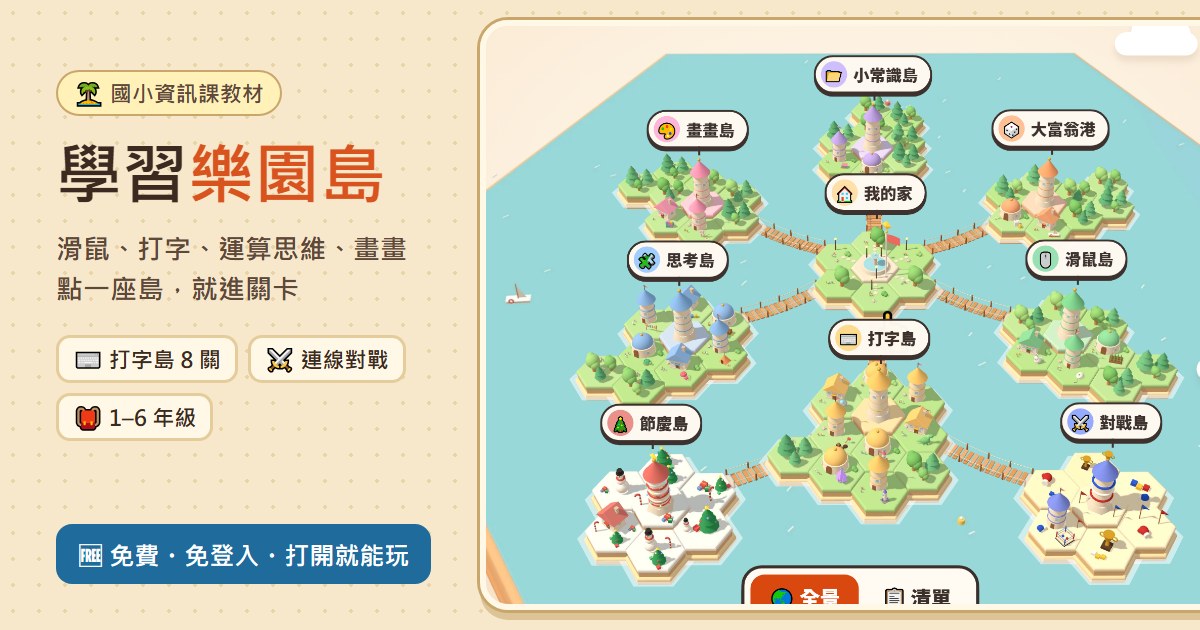 國小資訊課教材
學習樂園島
滑鼠、打字、運算思維、畫畫
點一座島,就進關卡
打字島 8 關
連線對戰
1–6 年級
FREE 免費・免登入・打開就能玩
小常識島
畫畫島
大富翁港
我的家
思考島
滑鼠島
打字島
節慶島
對戰島
全景
清單